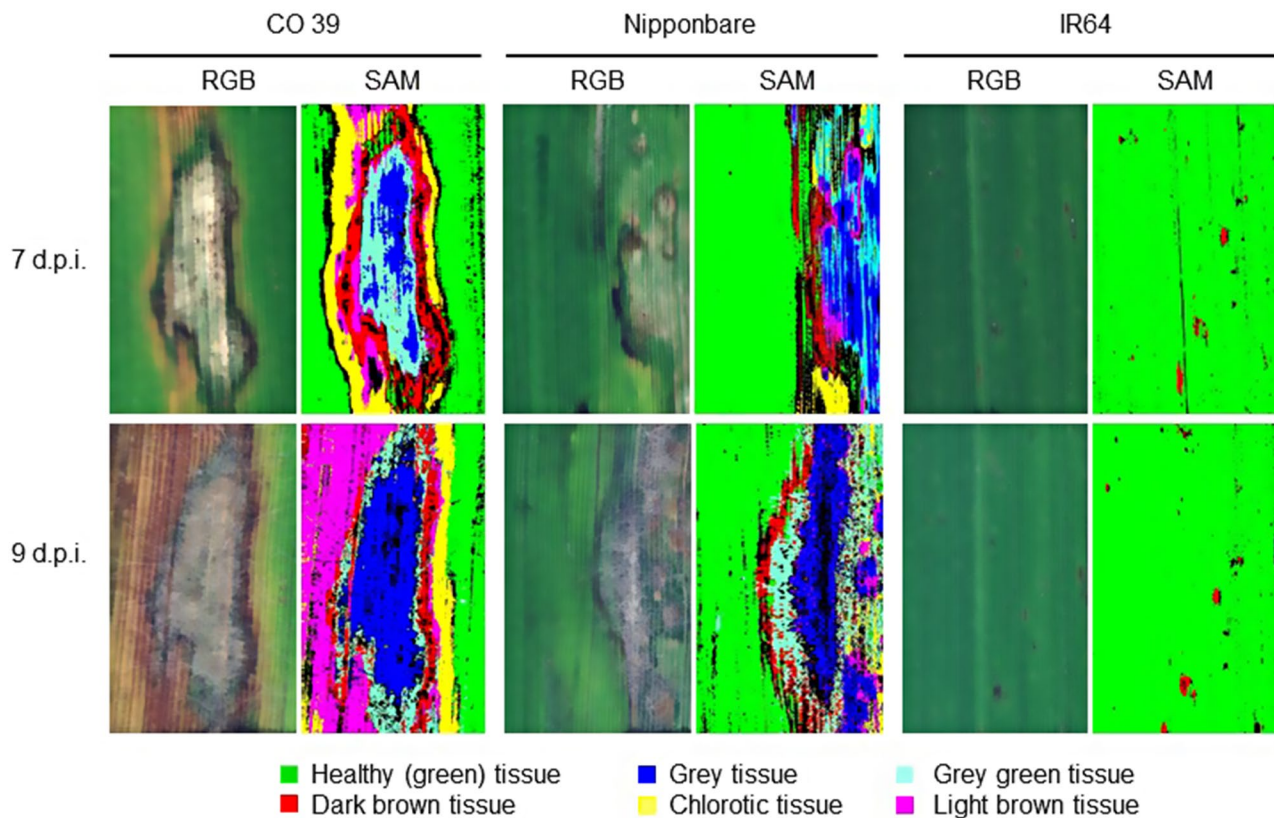 CO 39 Nipponbare IR64
RGB SAM RGB SAM RGB SAM
7 d.p.i.
9 d.p.i.
Healthy (green) tissue Grey tissue Grey green tissue
Dark brown tissue Chlorotic tissue Light brown tissue